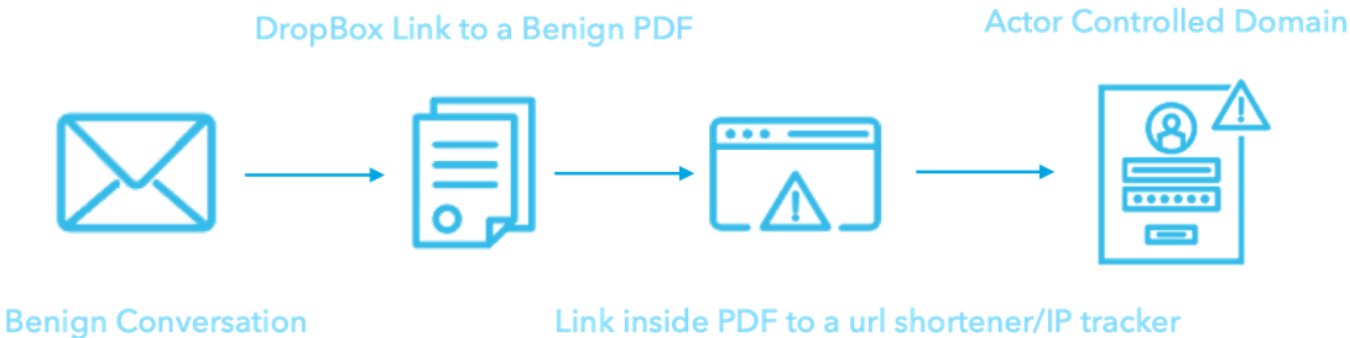 DropBox Link to a Benign PDF
Actor Controlled Domain
Benign Conversation
Link inside PDF to a url shortener/IP tracker